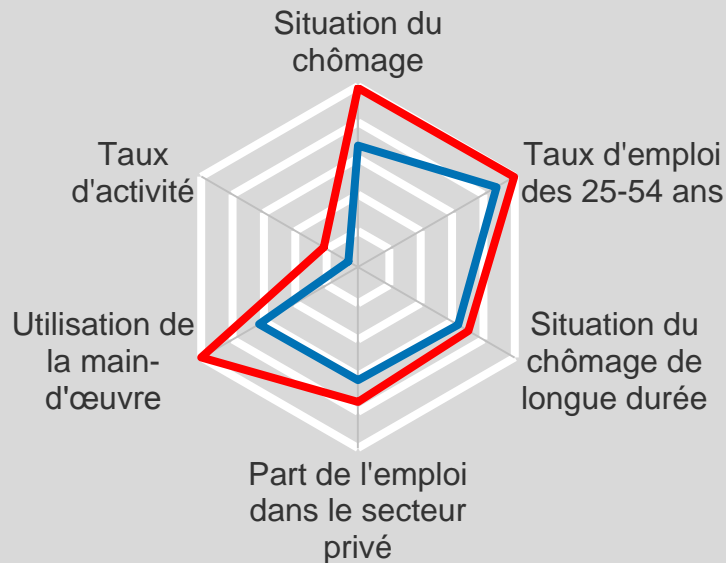 Situation du
chômage
Taux
d'activité
Taux d'emploi
des 25-54 ans
Utilisation de
la main-
d'œuvre
Situation du
chômage de
longue durée
Part de l'emploi
dans le secteur
privé